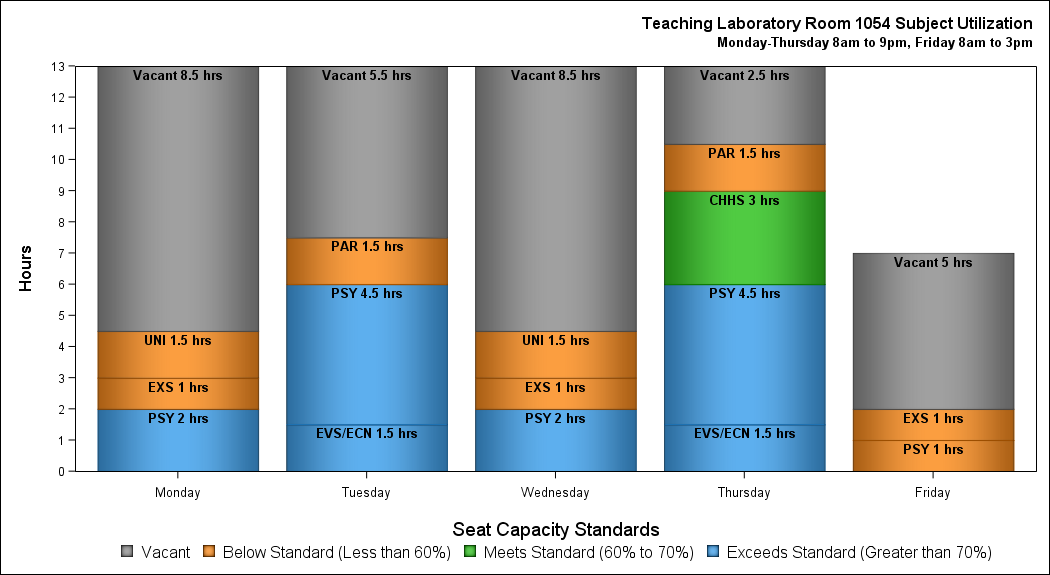 Teaching Laboratory Room 1054 Subject Utilization
Monday-Thursday 8am to 9pm, Friday 8am to 3pm
Hours
13
12
11
10
9
8
7
6
5
4
3
2
1
0
Vacant 8.5 hrs
UNI 1.5 hrs
EXS 1 hrs
PSY 2 hrs
Vacant 5.5 hrs
PAR 1.5 hrs
PSY 4.5 hrs
EVS/ECN 1.5 hrs
Vacant 8.5 hrs
UNI 1.5 hrs
EXS 1 hrs
PSY 2 hrs
Vacant 2.5 hrs
PAR 1.5 hrs
CHHS 3 hrs
PSY 4.5 hrs
EVS/ECN 1.5 hrs
Vacant 5 hrs
EXS 1 hrs
PSY 1 hrs
Monday Tuesday Wednesday Thursday Friday
Seat Capacity Standards
Vacant Below Standard (Less than 60%) Meets Standard (60% to 70%) Exceeds Standard (Greater than 70%)